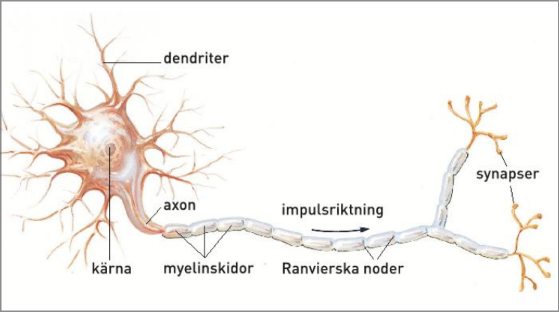 dendriter
synapser
axon
impulsriktning
kärna
myelinskidor
Ranvierska noder